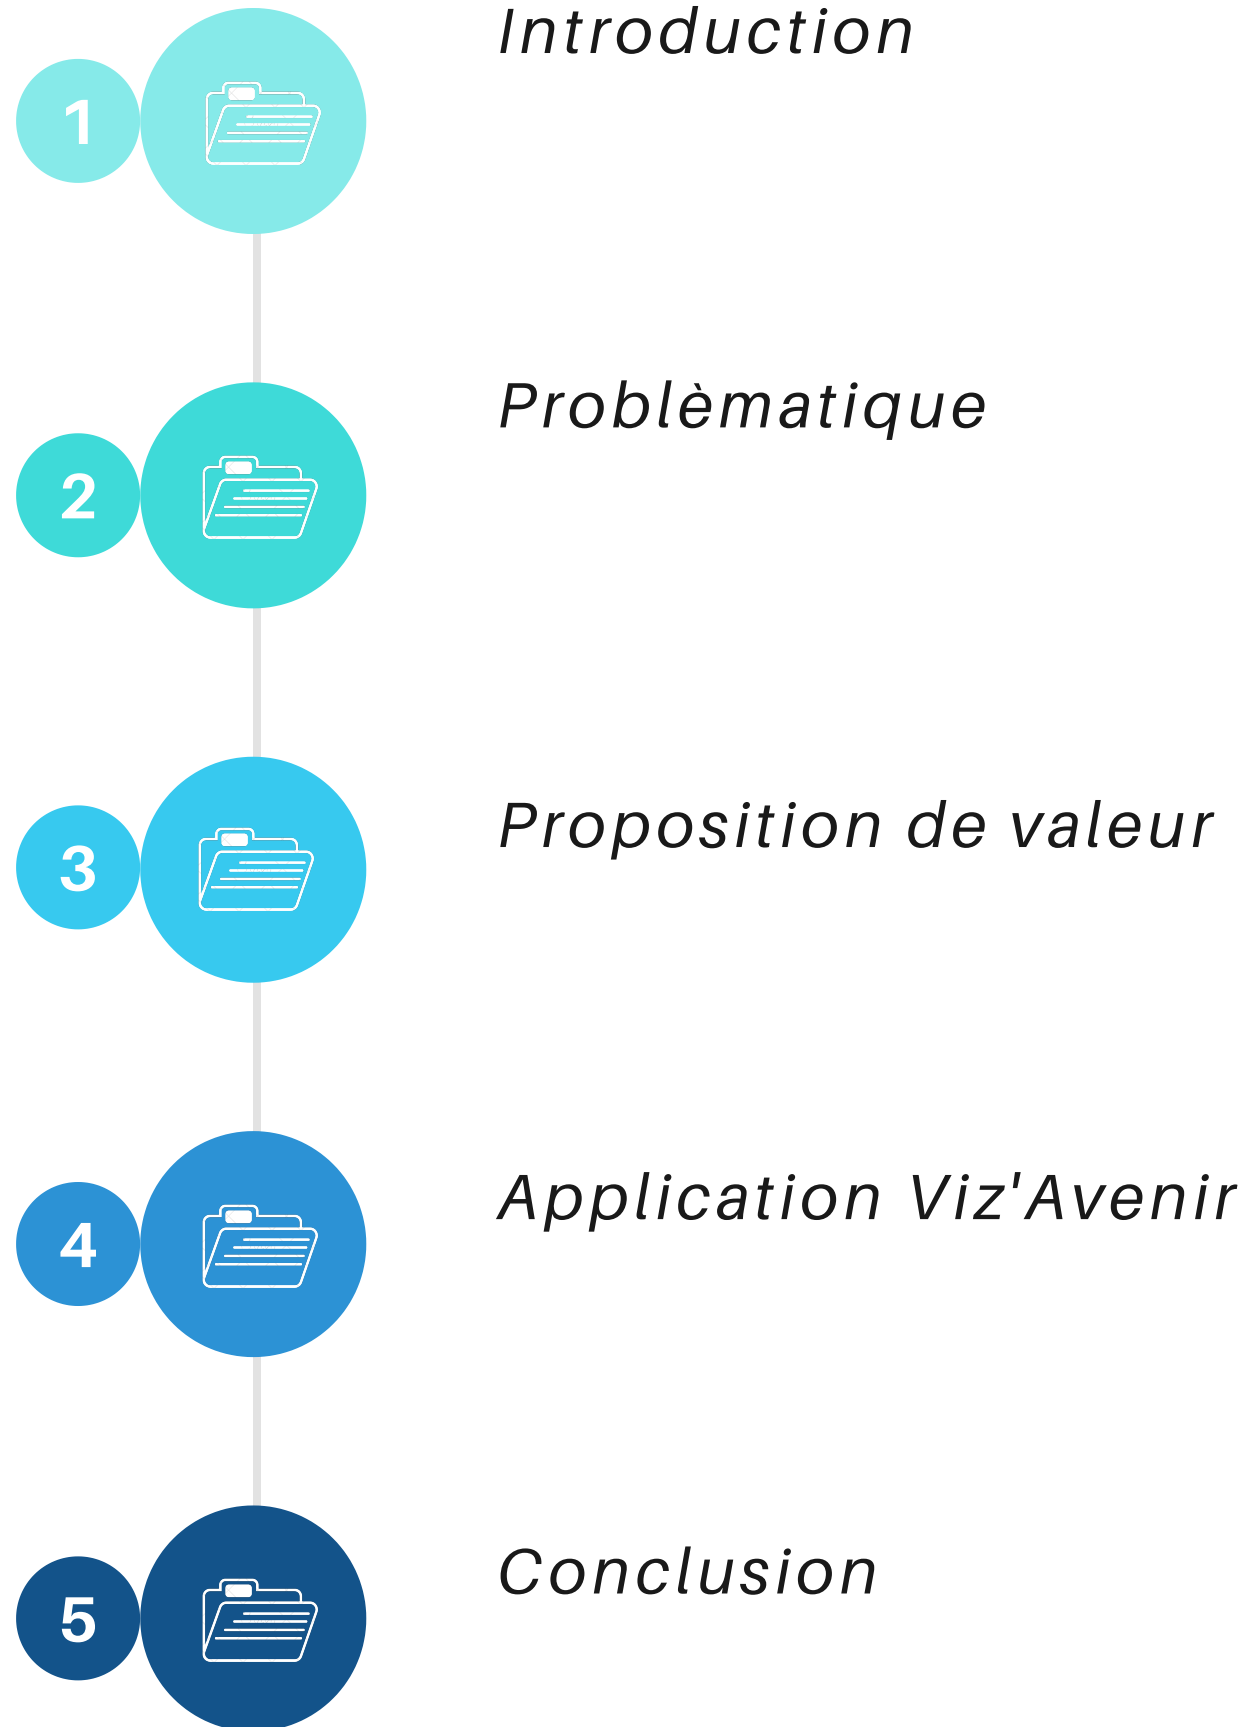 Introduction
1
Problèmatique
2
Proposition de valeur
3
Application Viz'Avenir
4
Conclusion
5